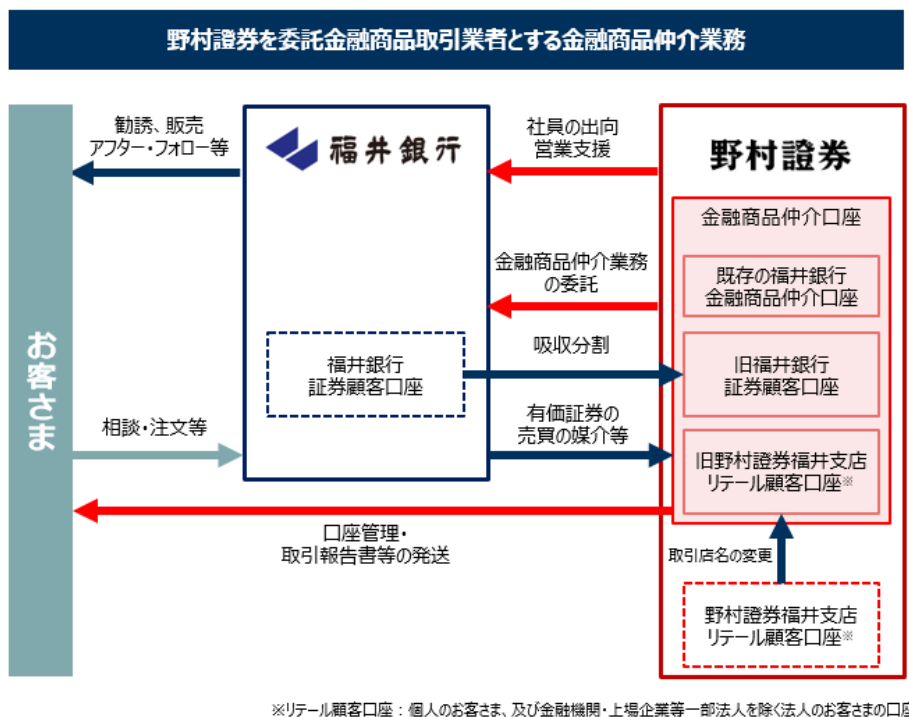 野村證券を委託金融商品取引業者とする金融商品仲介業務
お客さま
勧誘、販売
アフター・フォロー等
福井銀行
社員の出向
営業支援
野村證券
金融商品仲介口座
金融商品仲介業務
の委託
既存の福井銀行
金融商品仲介口座
福井銀行
証券顧客口座
吸収分割
旧福井銀行
証券顧客口座
相談・注文等
有価証券の
売買の媒介等
旧野村證券福井支店
リテール顧客口座※
口座管理・
取引報告書等の発送
取引店名の変更
野村證券福井支店
リテール顧客口座※
※リテール顧客口座：個人のお客さま、及び金融機関・上場企業等一部法人を除く法人のお客さまの口座